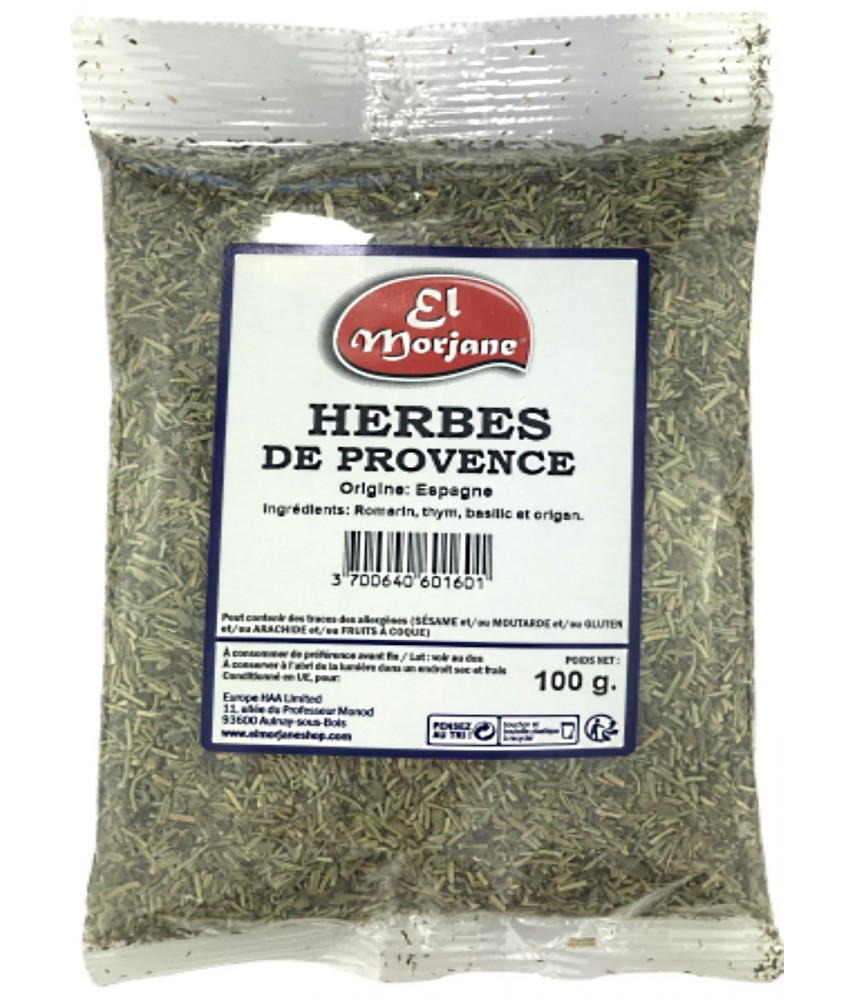 El
Morjane
HERBES
DE PROVENCE
Origine: Espagne
Ingrédients: Romarin, thym, basilic et origan.
3 700640 601601
Peut contenir des traces des allergènes (SÉSAME et/ou MOUTARDE et/ou GLUTEN
et/ou ARACHIDE et/ou FRUITS À COQUE)
À consommer de préférence avant fin / Lot: voir au dos
À conserver à l'abri de la lumière dans un endroit sec et frais
Conditionné en UE, pour:
POIDS NET:
100 g.
Europe HAA Limited
11, allée du Professeur Monod
93600 Aulnay-sous-Bois
www.elmorjaneshop.com
PENSEZ
AU TRI !
à recycler